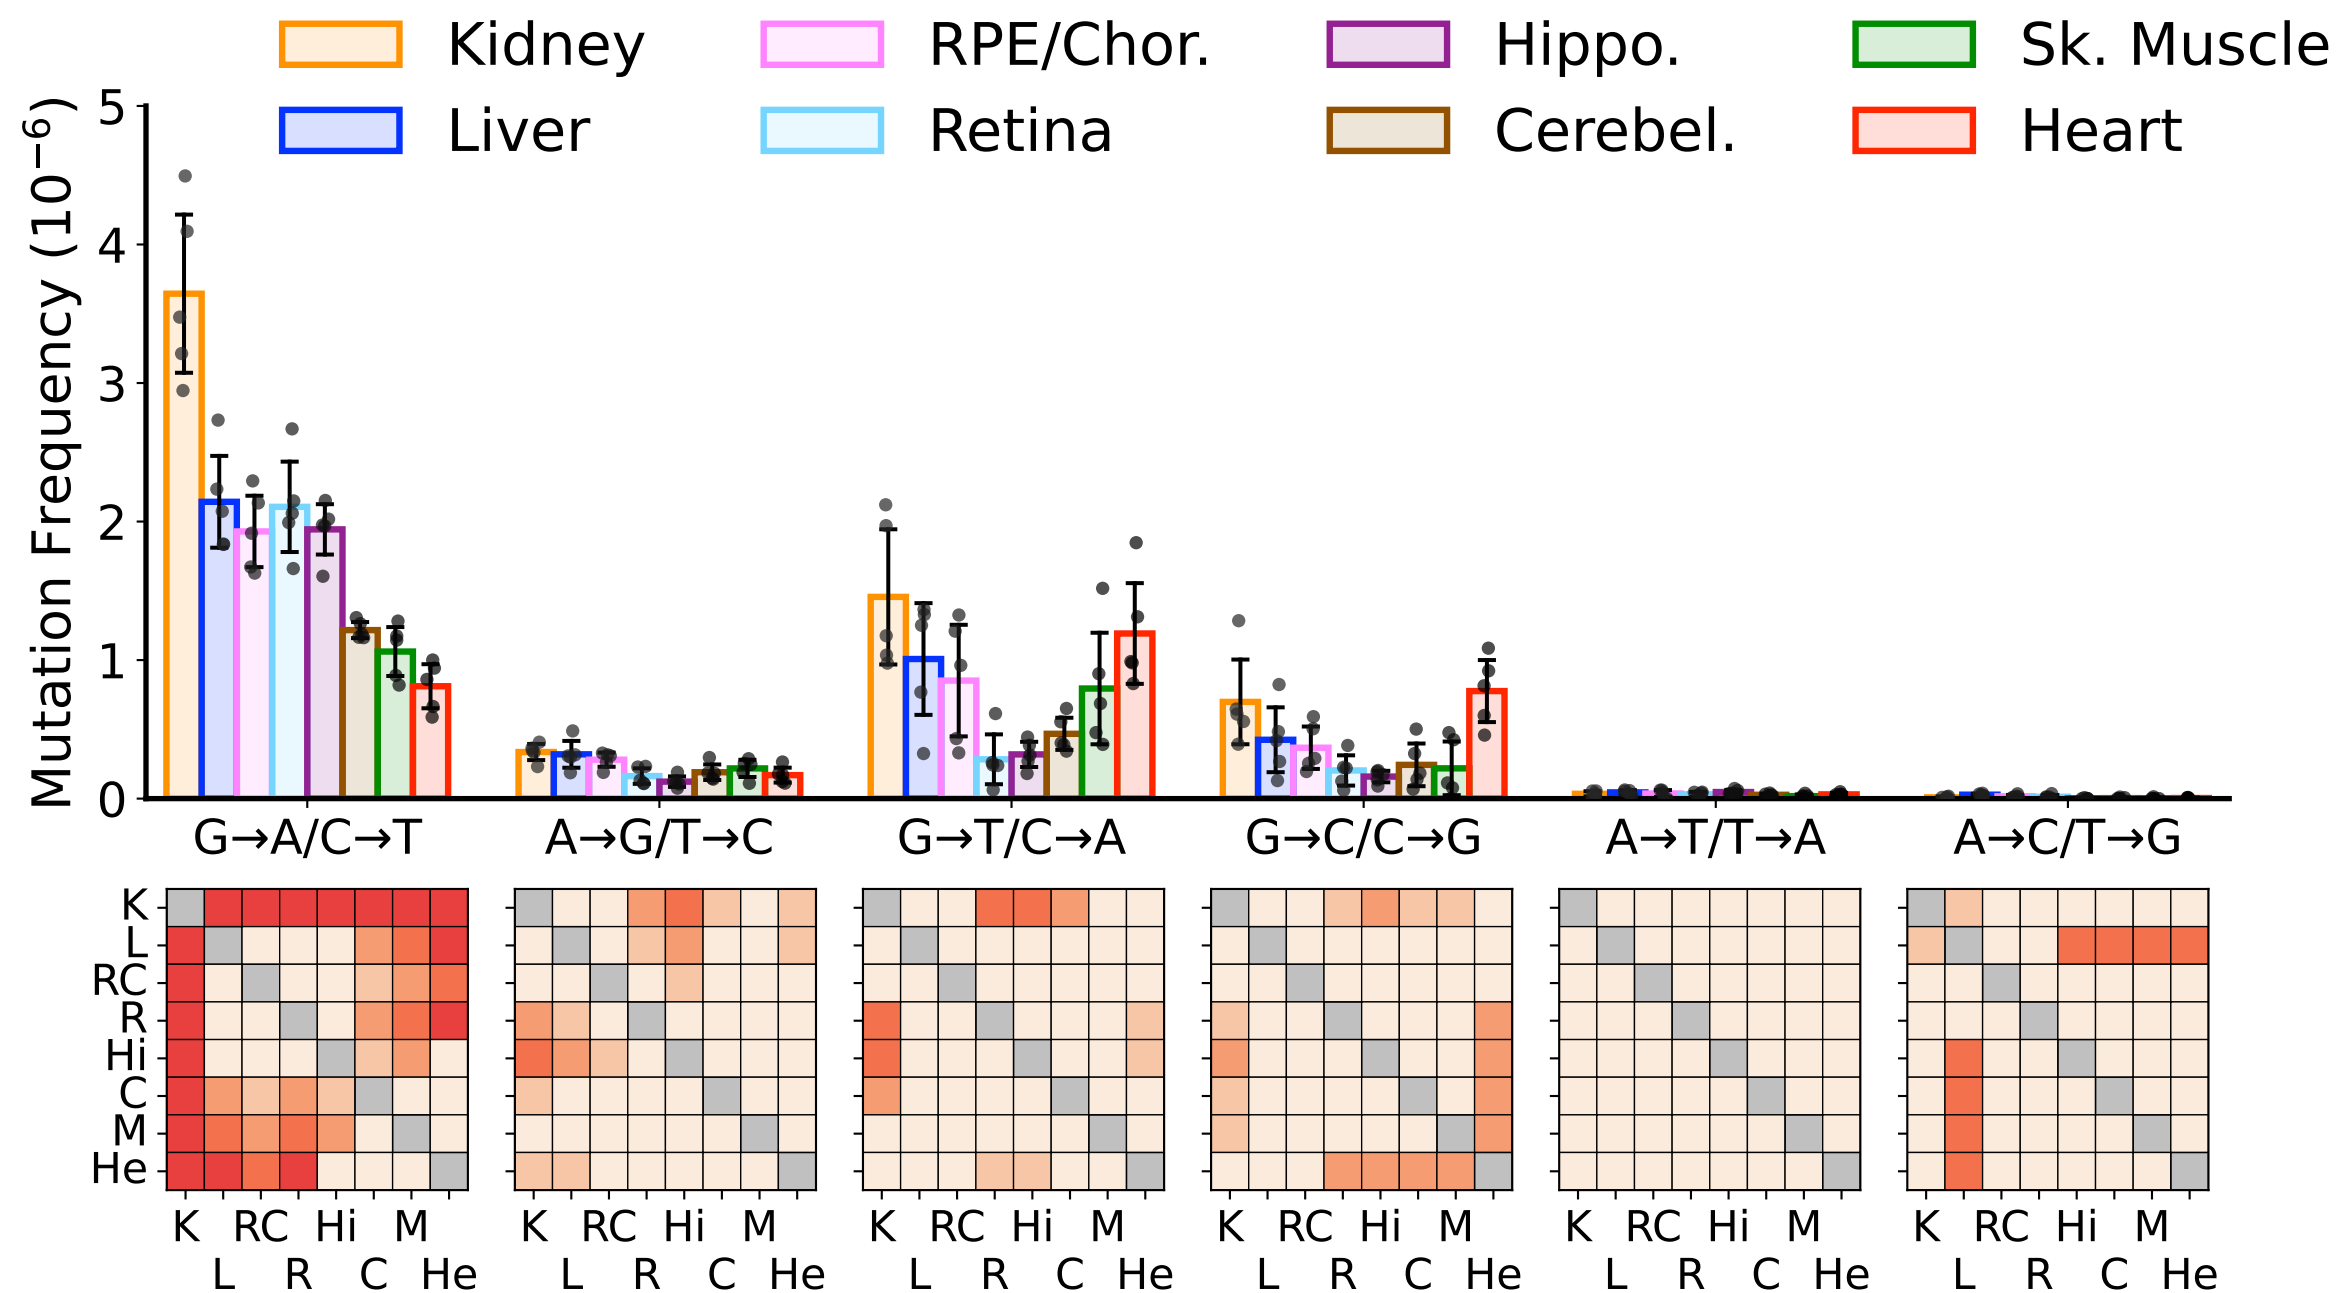 Kidney RPE/Chor. Hippo. Sk. Muscle
Liver Retina Cerebel. Heart
Mutation Frequency (10⁻⁶)
5
4
3
2
1
0
G→A/C→T A→G/T→C G→T/C→A G→C/C→G A→T/T→A A→C/T→G
K
L
RC
R
Hi
C
M
He
K RC Hi M K RC Hi M K RC Hi M K RC Hi M K RC Hi M K RC Hi M
L R C He L R C He L R C He L R C He L R C He L R C He